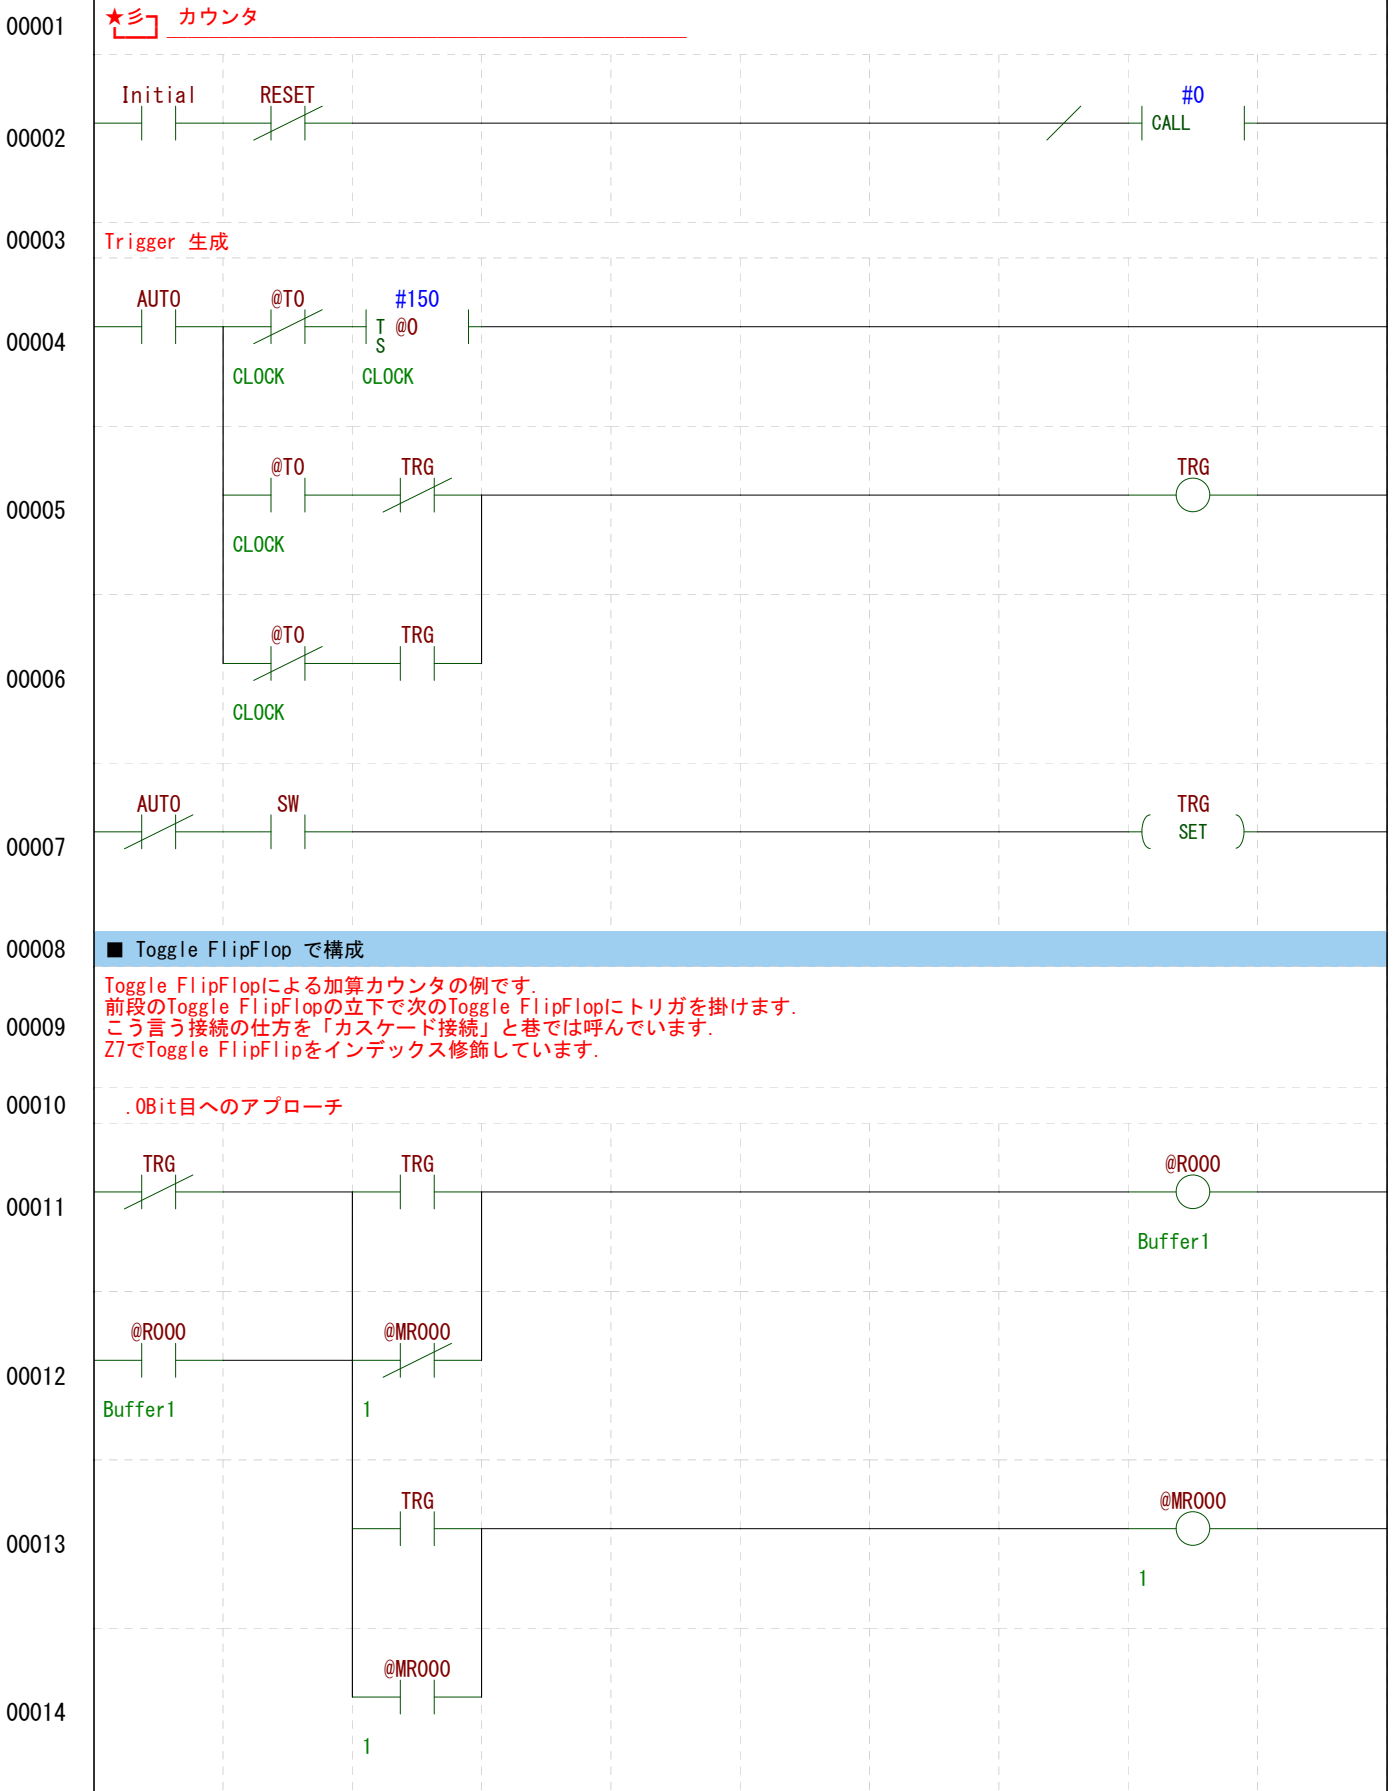 00001 ★彡┐ カウンタ
Initial RESET #0
00002 CALL
00003 Trigger 生成
AUTO @T0 #150
00004 T @0
S
CLOCK CLOCK
@T0 TRG TRG
00005
CLOCK
@T0 TRG
00006
CLOCK
AUTO SW TRG
00007 SET
00008 ■ Toggle FlipFlop で構成
Toggle FlipFlopによる加算カウンタの例です.
前段のToggle FlipFlopの立下で次のToggle FlipFlopにトリガを掛けます.
00009 こう言う接続の仕方を「カスケード接続」と巷では呼んでいます.
Z7でToggle FlipFlipをインデックス修飾しています.
00010 .0Bit目へのアプローチ
TRG TRG @R000
00011
Buffer1
@R000 @MR000
00012
Buffer1 1
TRG @MR000
00013
1
@MR000
00014
1